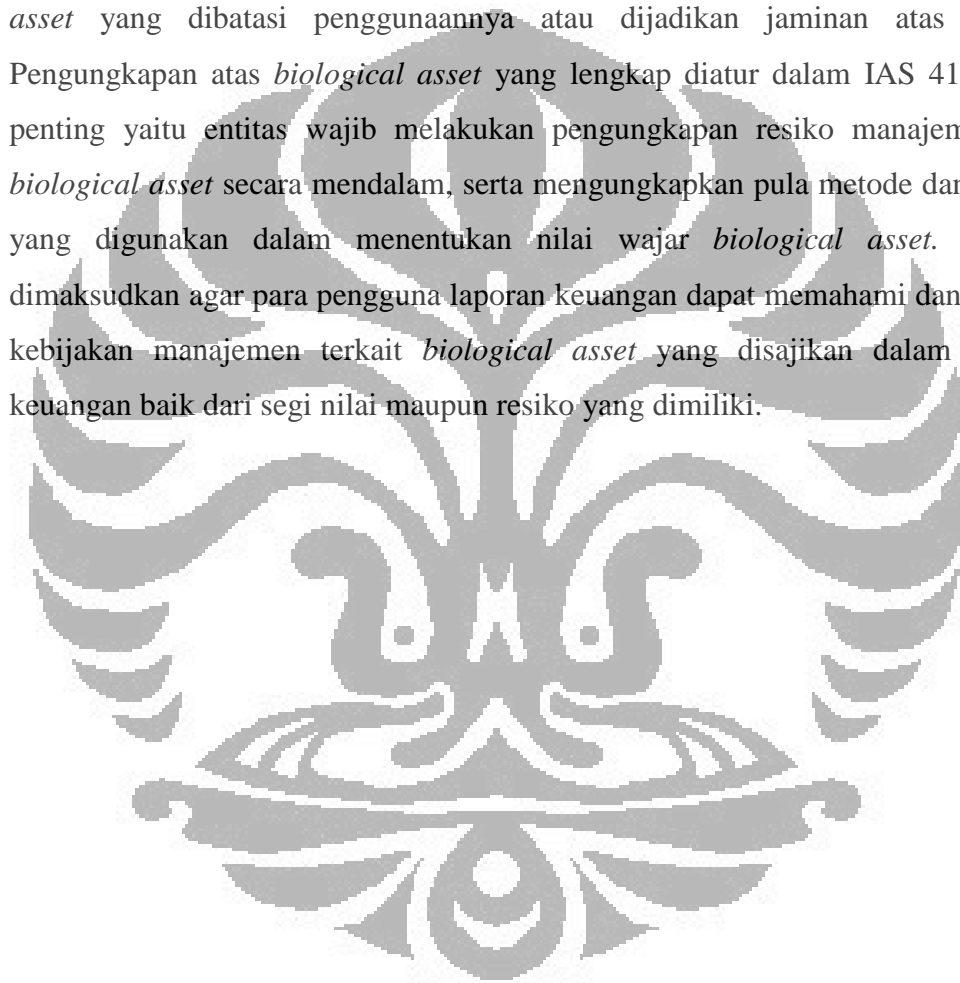 asset yang dibatasi penggunaannya atau dijadikan jaminan atas
Pengungkapan atas biological asset yang lengkap diatur dalam IAS 41
penting yaitu entitas wajib melakukan pengungkapan resiko manajem
biological asset secara mendalam, serta mengungkapkan pula metode dan
yang digunakan dalam menentukan nilai wajar biological asset.
dimaksudkan agar para pengguna laporan keuangan dapat memahami dan
kebijakan manajemen terkait biological asset yang disajikan dalam
keuangan baik dari segi nilai maupun resiko yang dimiliki.